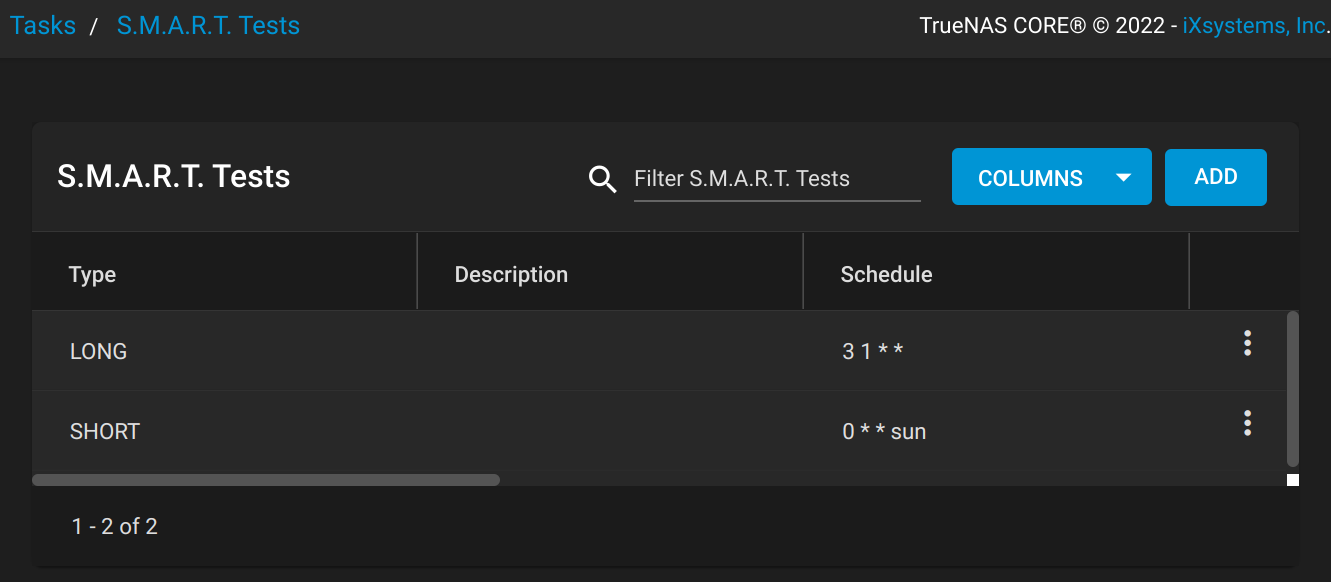 Tasks / S.M.A.R.T. Tests
TrueNAS CORE® © 2022 - iXsystems, Inc.
S.M.A.R.T. Tests
Filter S.M.A.R.T. Tests
COLUMNS
ADD
Type Description Schedule
LONG 3 1 * *
SHORT 0 * * sun
1 - 2 of 2